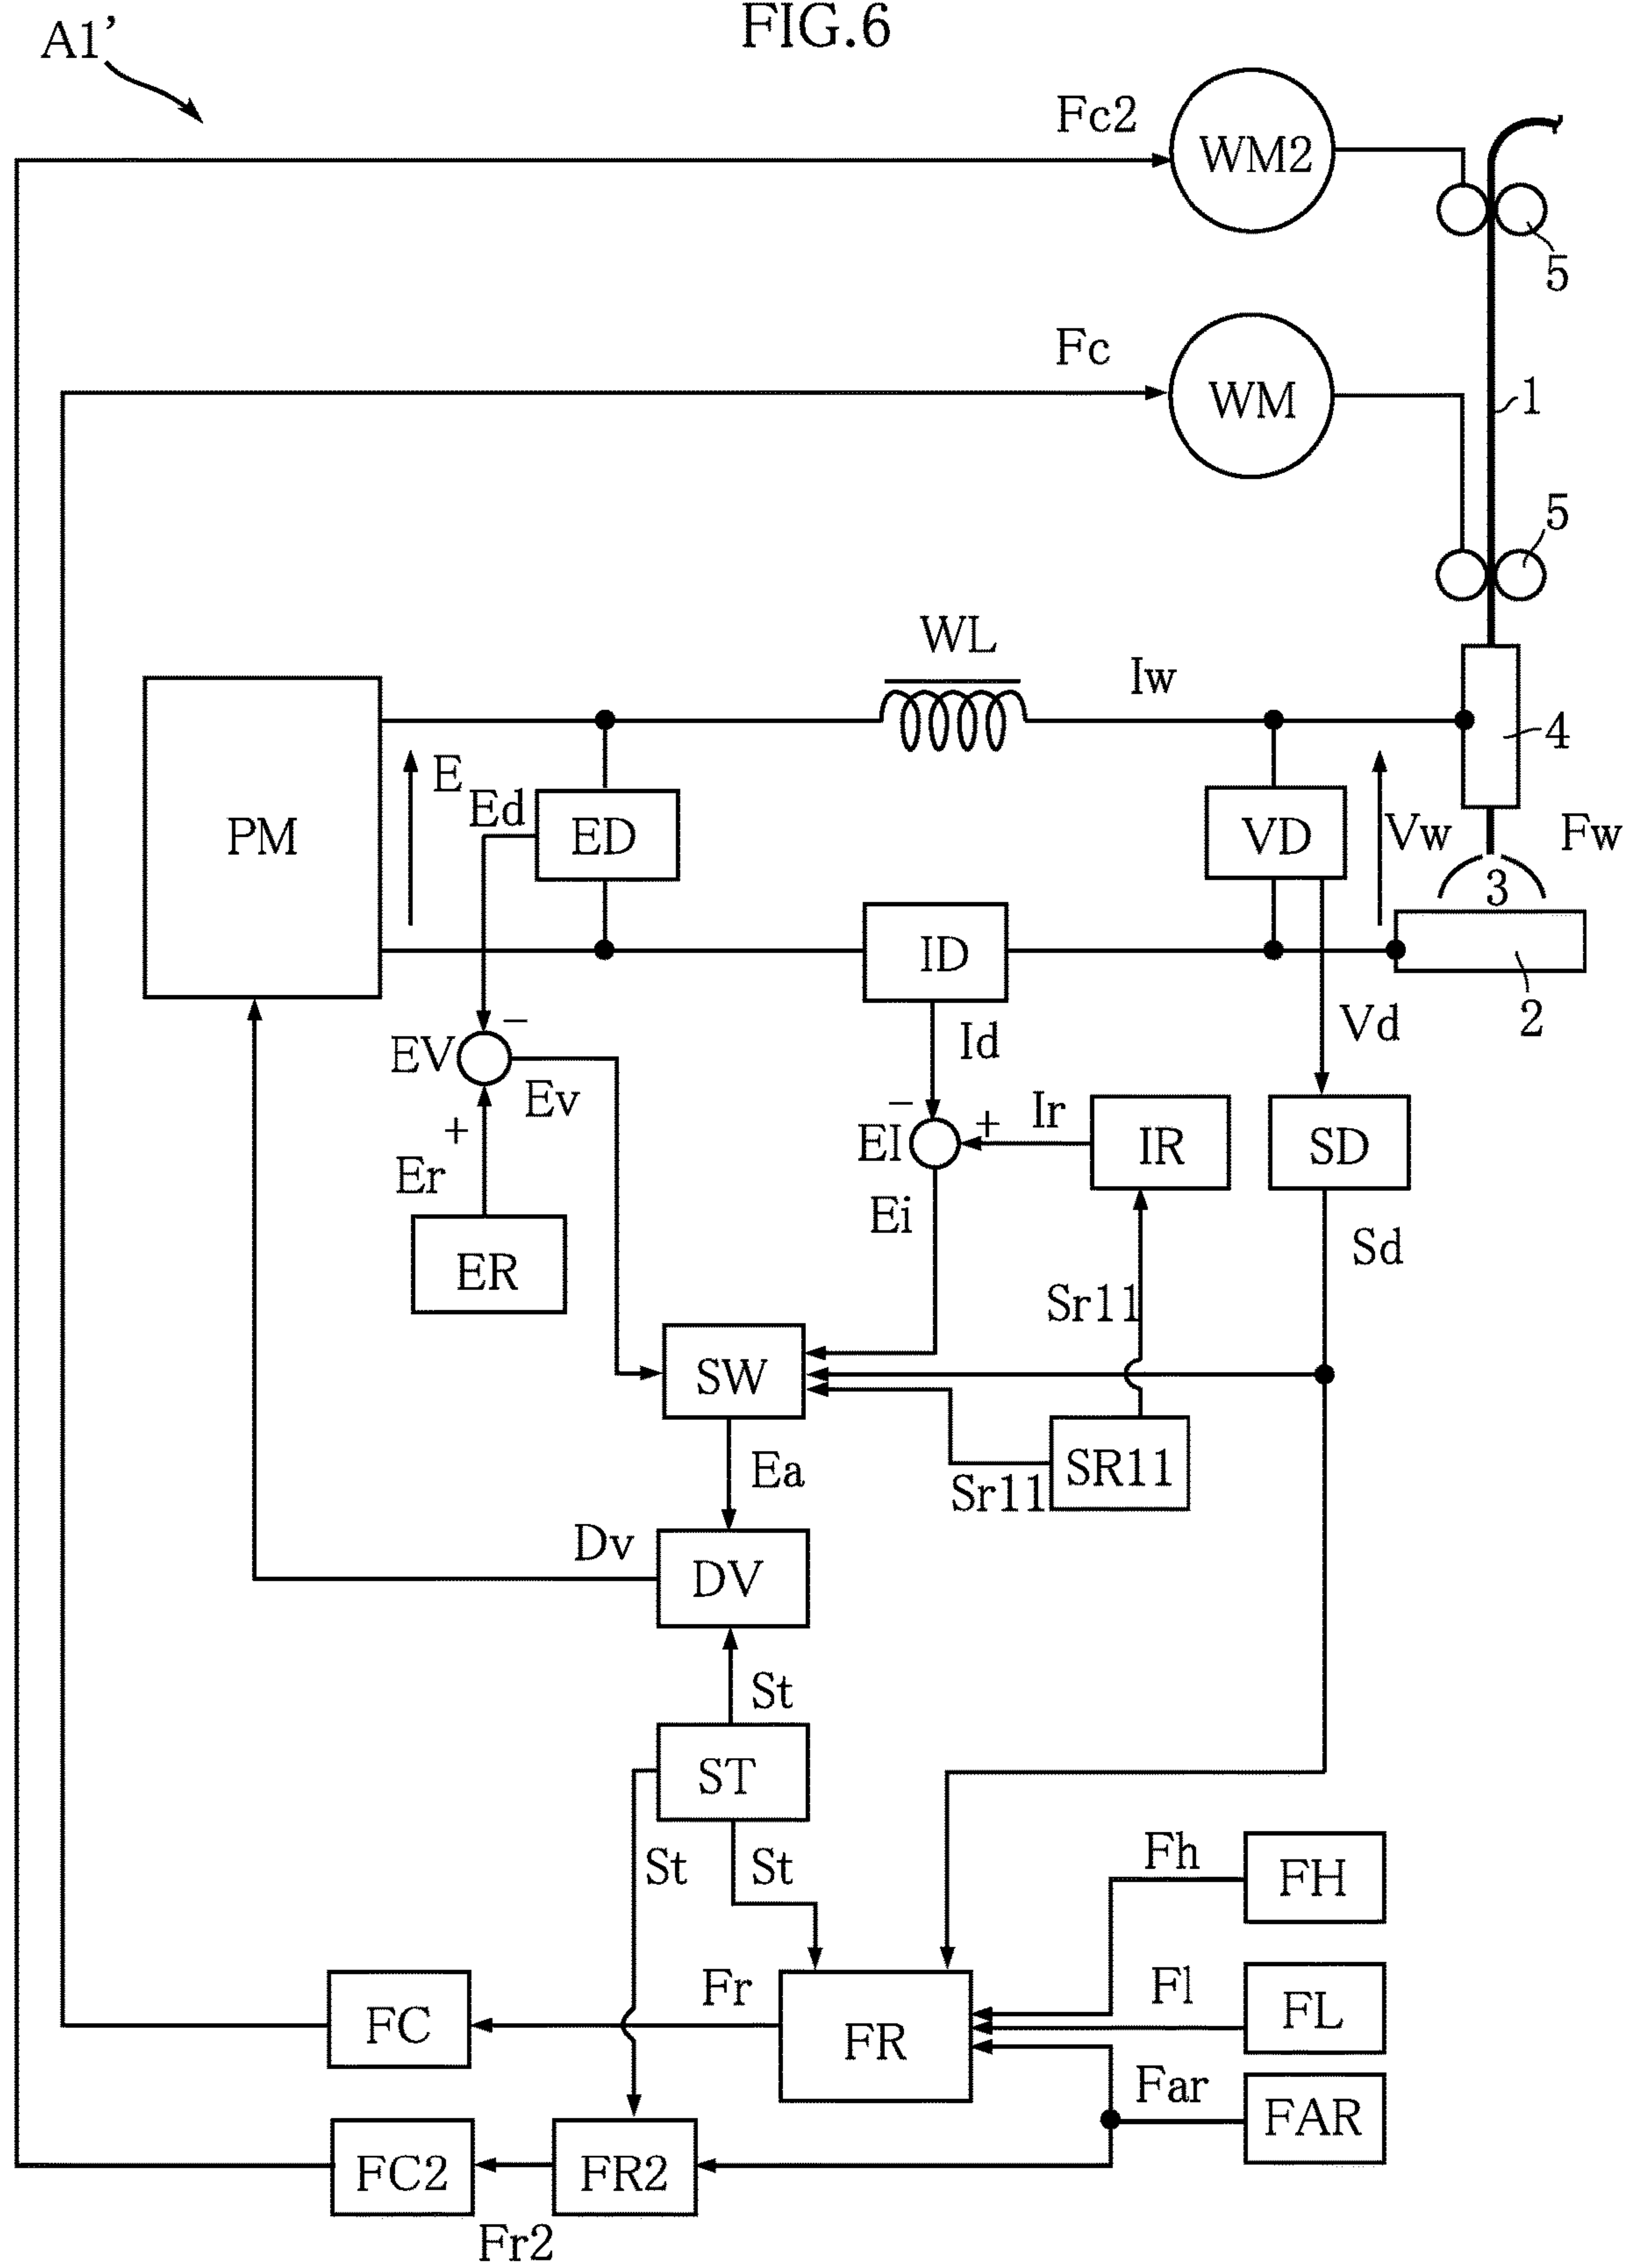 FIG.6
A1’
Fc2
WM2
5
Fc
WM
1
5
WL
Iw
4
E
Ed
PM
ED
VD
Vw
Fw
3
ID
2
−
EV
Ev
Id
Vd
+
Er
−
EI
+
Ir
IR
SD
Ei
Sd
ER
Sr11
SW
Ea
Sr11
SR11
Dv
DV
St
ST
St
St
Fh
FH
Fr
Fl
FL
FC
FR
Far
FAR
FC2
FR2
Fr2